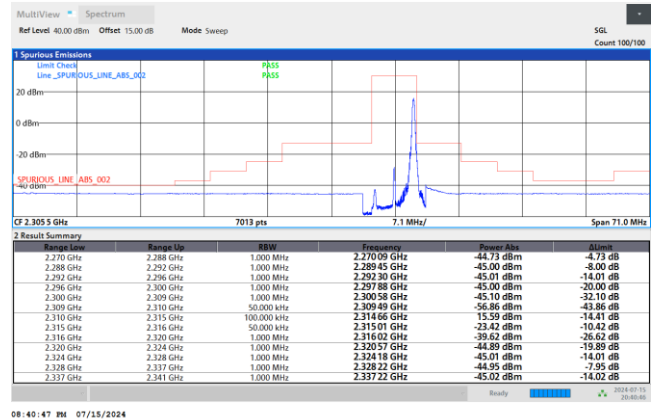 MultiView Spectrum
Ref Level 40.00 dBm Offset 15.00 dB Mode Sweep SGL
Count 100/100
1 Spurious Emissions
Limit Check PASS
Line _SPURIOUS_LINE_ABS_002 PASS
20 dBm
0 dBm
-20 dBm
SPURIOUS_LINE_ABS_002
-40 dBm
CF 2.305 5 GHz 7013 pts 7.1 MHz/ Span 71.0 MHz
2 Result Summary
Range Low Range Up RBW Frequency Power Abs ΔLimit
2.270 GHz 2.288 GHz 1.000 MHz 2.270 09 GHz -44.73 dBm -4.73 dB
2.288 GHz 2.292 GHz 1.000 MHz 2.289 45 GHz -45.00 dBm -8.00 dB
2.292 GHz 2.296 GHz 1.000 MHz 2.292 30 GHz -45.01 dBm -14.01 dB
2.296 GHz 2.300 GHz 1.000 MHz 2.297 88 GHz -45.00 dBm -20.00 dB
2.300 GHz 2.309 GHz 1.000 MHz 2.300 58 GHz -45.10 dBm -32.10 dB
2.309 GHz 2.310 GHz 50.000 kHz 2.309 49 GHz -56.86 dBm -43.86 dB
2.310 GHz 2.315 GHz 100.000 kHz 2.314 66 GHz 15.59 dBm -14.41 dB
2.315 GHz 2.316 GHz 50.000 kHz 2.315 01 GHz -23.42 dBm -10.42 dB
2.316 GHz 2.320 GHz 1.000 MHz 2.316 02 GHz -39.62 dBm -26.62 dB
2.320 GHz 2.324 GHz 1.000 MHz 2.320 57 GHz -44.89 dBm -19.89 dB
2.324 GHz 2.328 GHz 1.000 MHz 2.324 18 GHz -45.01 dBm -14.01 dB
2.328 GHz 2.337 GHz 1.000 MHz 2.328 22 GHz -44.95 dBm -7.95 dB
2.337 GHz 2.341 GHz 1.000 MHz 2.337 22 GHz -45.02 dBm -14.02 dB
Ready 2024-07-15
20:40:46
08:40:47 PM 07/15/2024